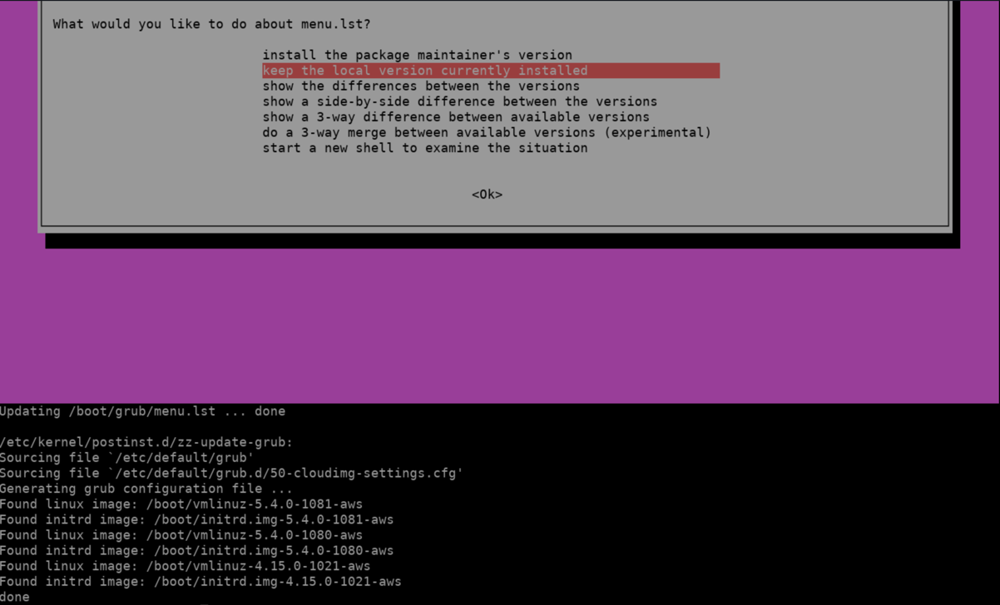 What would you like to do about menu.lst?
install the package maintainer's version
keep the local version currently installed
show the differences between the versions
show a side-by-side difference between the versions
show a 3-way difference between available versions
do a 3-way merge between available versions (experimental)
start a new shell to examine the situation
<Ok>
Updating /boot/grub/menu.lst ... done
/etc/kernel/postinst.d/zz-update-grub:
Sourcing file `/etc/default/grub'
Sourcing file `/etc/default/grub.d/50-cloudimg-settings.cfg'
Generating grub configuration file ...
Found linux image: /boot/vmlinuz-5.4.0-1081-aws
Found initrd image: /boot/initrd.img-5.4.0-1081-aws
Found linux image: /boot/vmlinuz-5.4.0-1080-aws
Found initrd image: /boot/initrd.img-5.4.0-1080-aws
Found linux image: /boot/vmlinuz-4.15.0-1021-aws
Found initrd image: /boot/initrd.img-4.15.0-1021-aws
done